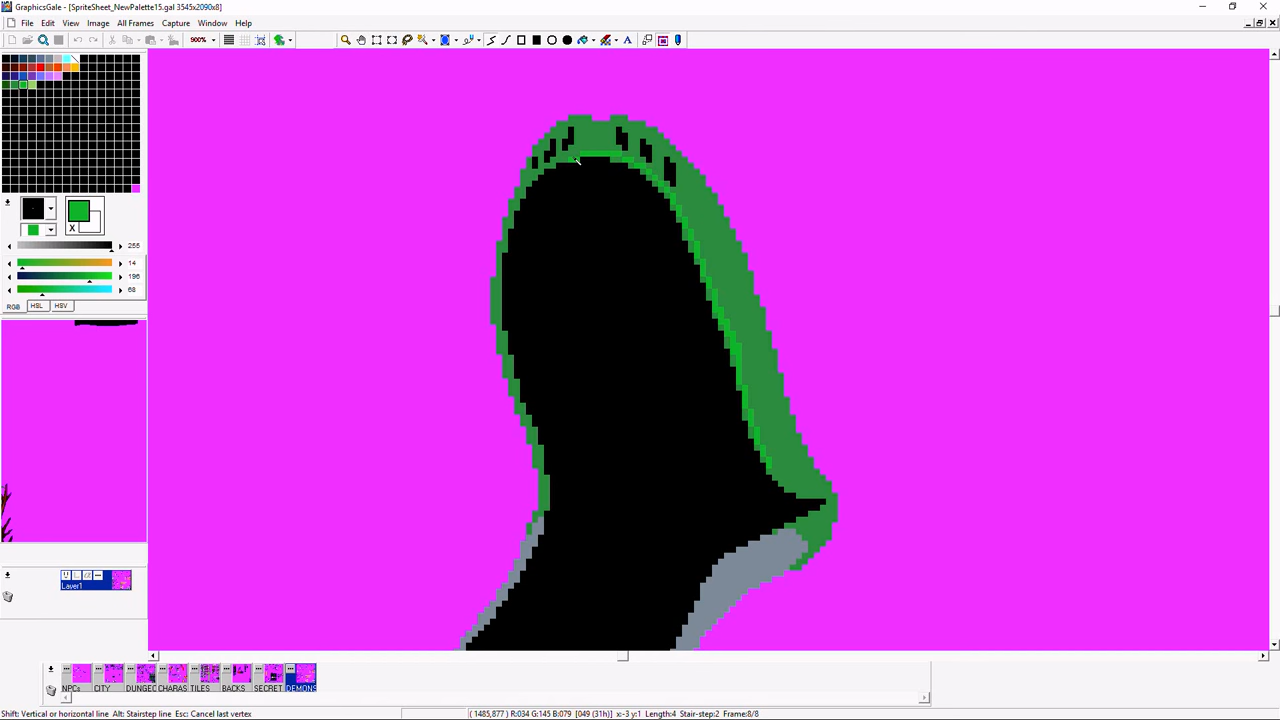 GraphicsGale - [SpriteSheet_NewPalette15.gal 3545x2090x8]
File Edit View Image All Frames Capture Window Help
900%
A
X
255
14
196
68
RGB HSL HSV
Layer1
NPCs CITY DUNGEO CHARAS TILES BACKS SECRET DEMONS
Shift: Vertical or horizontal line Alt: Stairstep line Esc: Cancel last vertex
( 1485,877 ) R:034 G:145 B:079 [049 (31h)] x:-3 y:1 Length:4 Stair-step:2 Frame:8/8